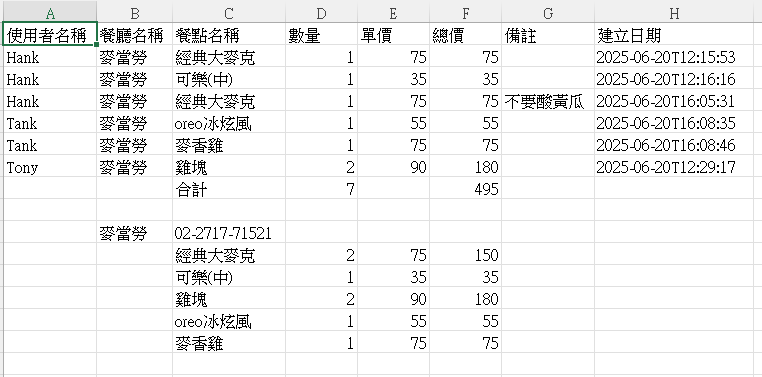 A B C D E F G H
使用者名稱 餐廳名稱 餐點名稱 數量 單價 總價 備註 建立日期
Hank 麥當勞 經典大麥克 1 75 75 2025-06-20T12:15:53
Hank 麥當勞 可樂(中) 1 35 35 2025-06-20T12:16:16
Hank 麥當勞 經典大麥克 1 75 75 不要酸黃瓜 2025-06-20T16:05:31
Tank 麥當勞 oreo冰炫風 1 55 55 2025-06-20T16:08:35
Tank 麥當勞 麥香雞 1 75 75 2025-06-20T16:08:46
Tony 麥當勞 雞塊 2 90 180 2025-06-20T12:29:17
合計 7 495
麥當勞 02-2717-71521
經典大麥克 2 75 150
可樂(中) 1 35 35
雞塊 2 90 180
oreo冰炫風 1 55 55
麥香雞 1 75 75